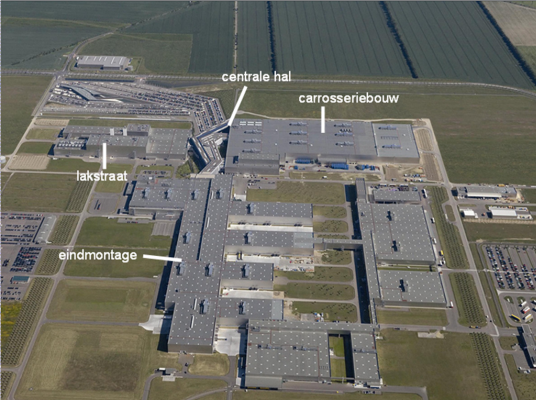 centrale hal
carrosseriebouw
lakstraat
eindmontage